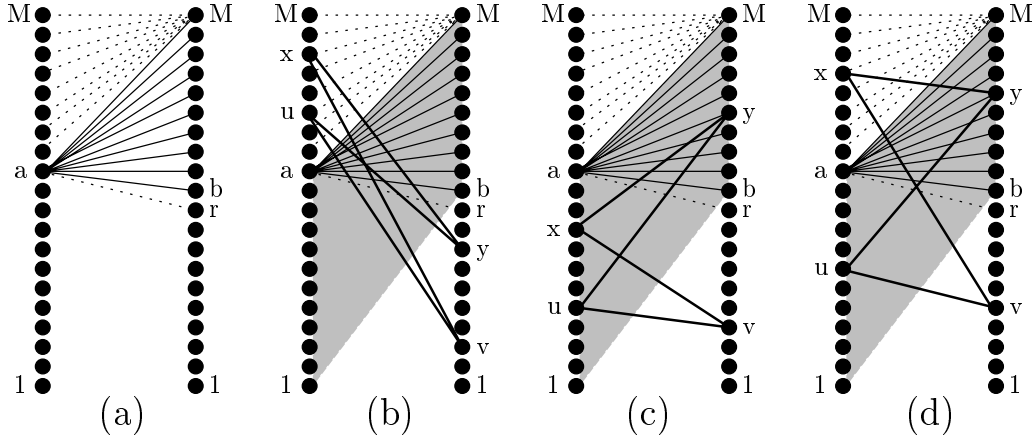 M M M M M M M M
x x
u y y
a a a a
b b b b
r r r r
x
y u
u v v
v
1 1 1 1 1 1 1 1
(a) (b) (c) (d)